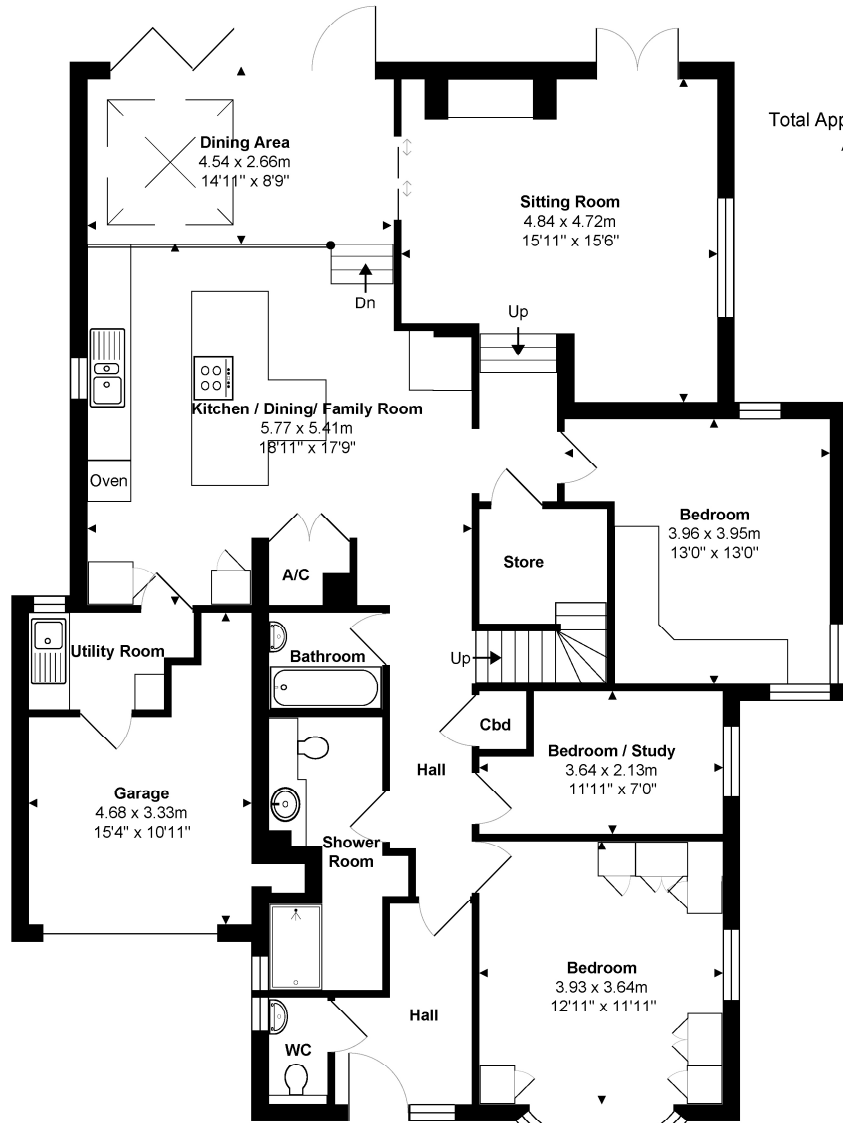 Total App
Dining Area
4.54 x 2.66m
14'11" x 8'9"
Sitting Room
4.84 x 4.72m
15'11" x 15'6"
Dn
Up
Kitchen / Dining/ Family Room
5.77 x 5.41m
18'11" x 17'9"
Oven
Bedroom
3.96 x 3.95m
13'0" x 13'0"
A/C
Store
Utility Room
Bathroom
Up
Cbd
Hall
Bedroom / Study
3.64 x 2.13m
11'11" x 7'0"
Garage
4.68 x 3.33m
15'4" x 10'11"
Shower
Room
Bedroom
3.93 x 3.64m
12'11" x 11'11"
Hall
WC